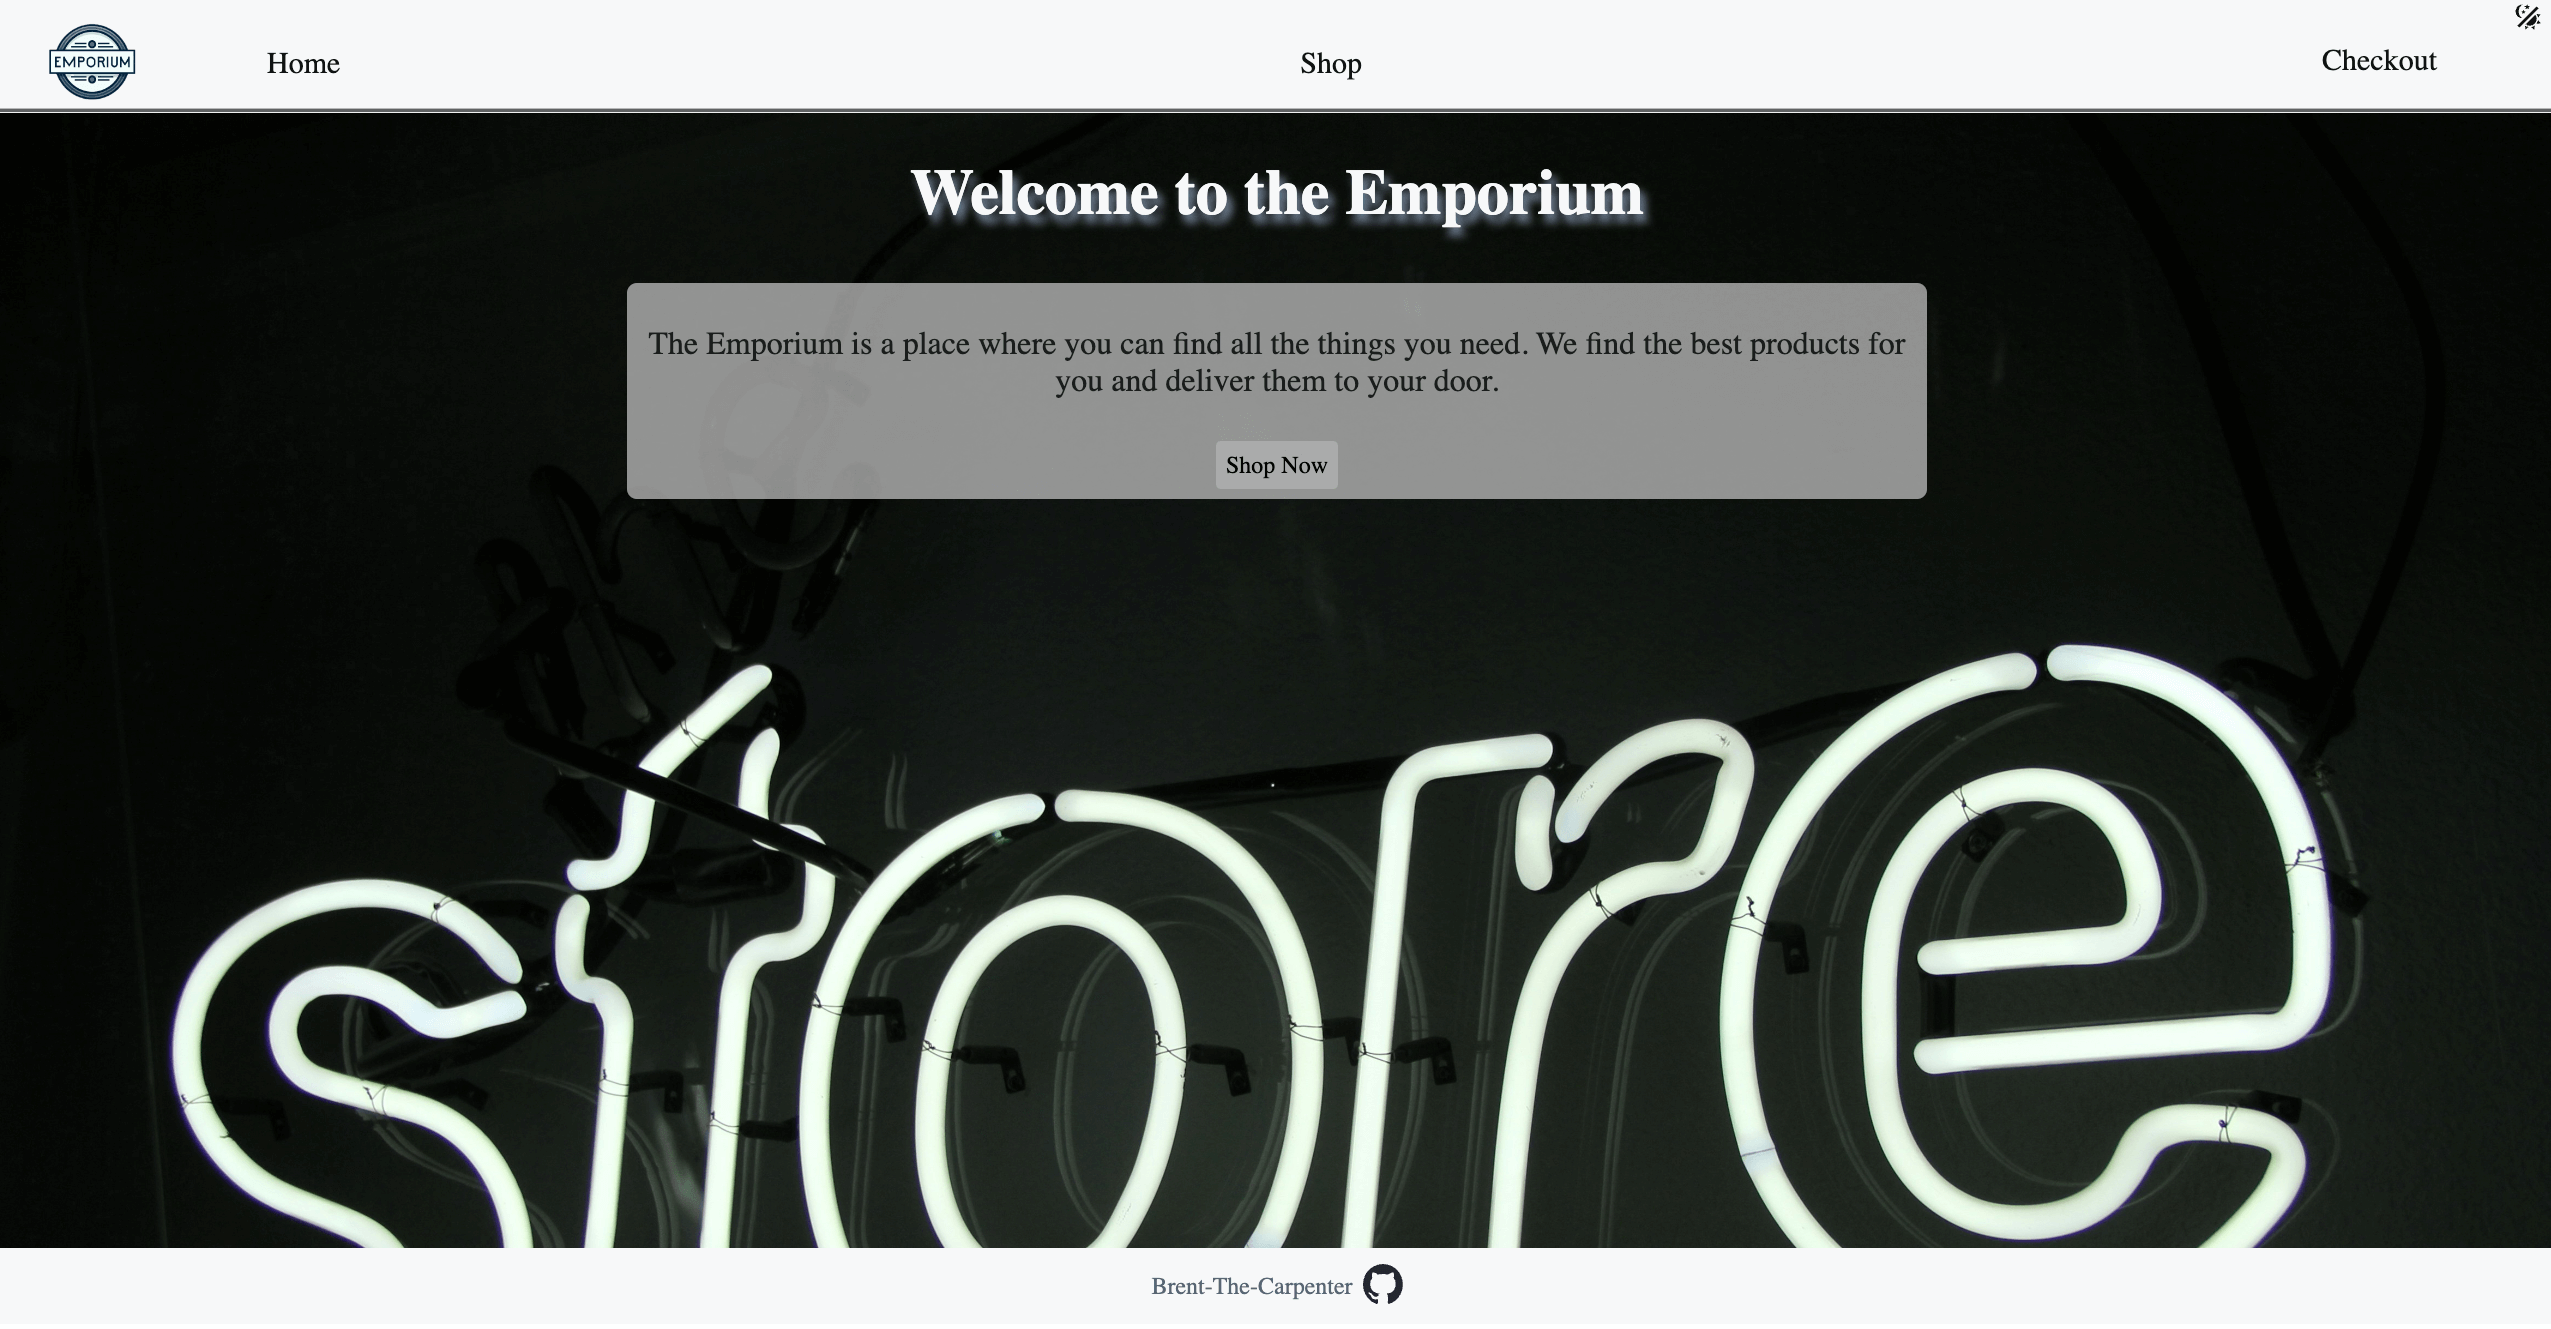 EMPORIUM
Home
Shop
Checkout
Welcome to the Emporium
The Emporium is a place where you can find all the things you need. We find the best products for
you and deliver them to your door.
Shop Now
store
Brent-The-Carpenter